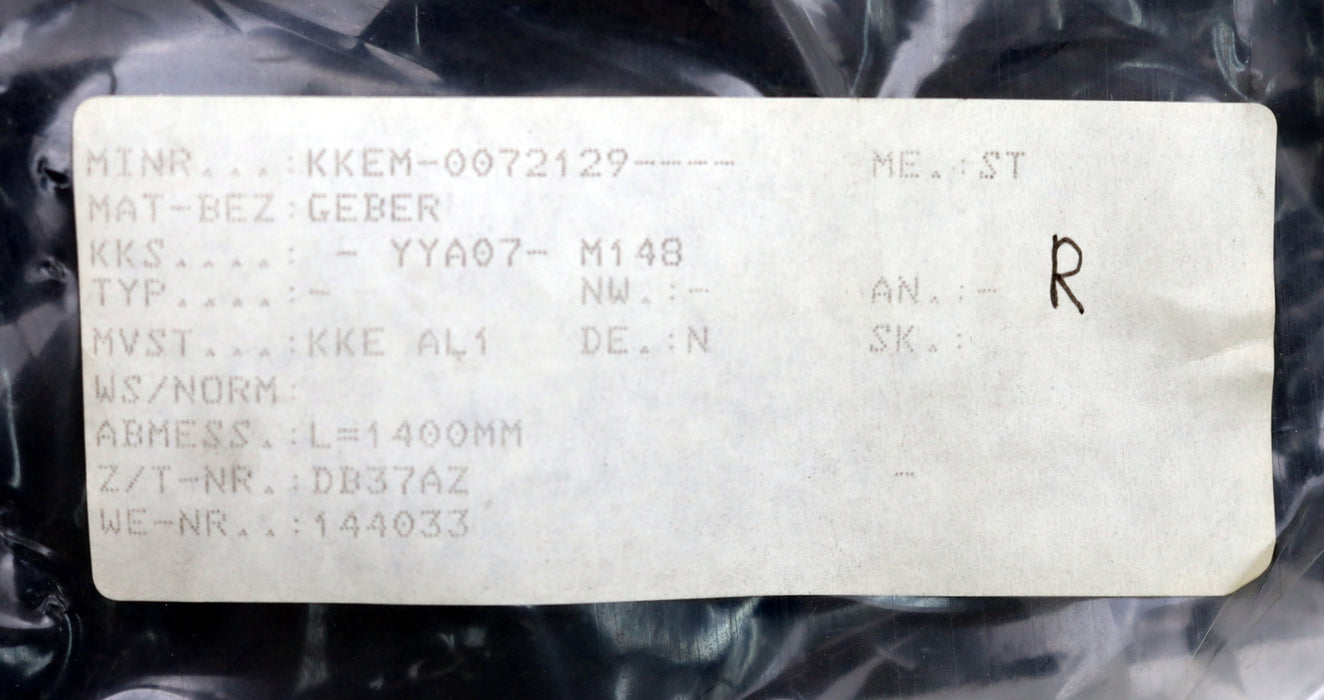 MINR...:KKEM-0072129---- ME.:ST
MAT-BEZ:GEBER
KKS....: - YYA07- M148
R
TYP....:- NW.:- AN.:-
MVST...:KKE AL1 DE.:N SK.:
WS/NORM:
ABMESS.:L=1400MM
Z/T-NR.:DB37AZ -
WE-NR..:144033